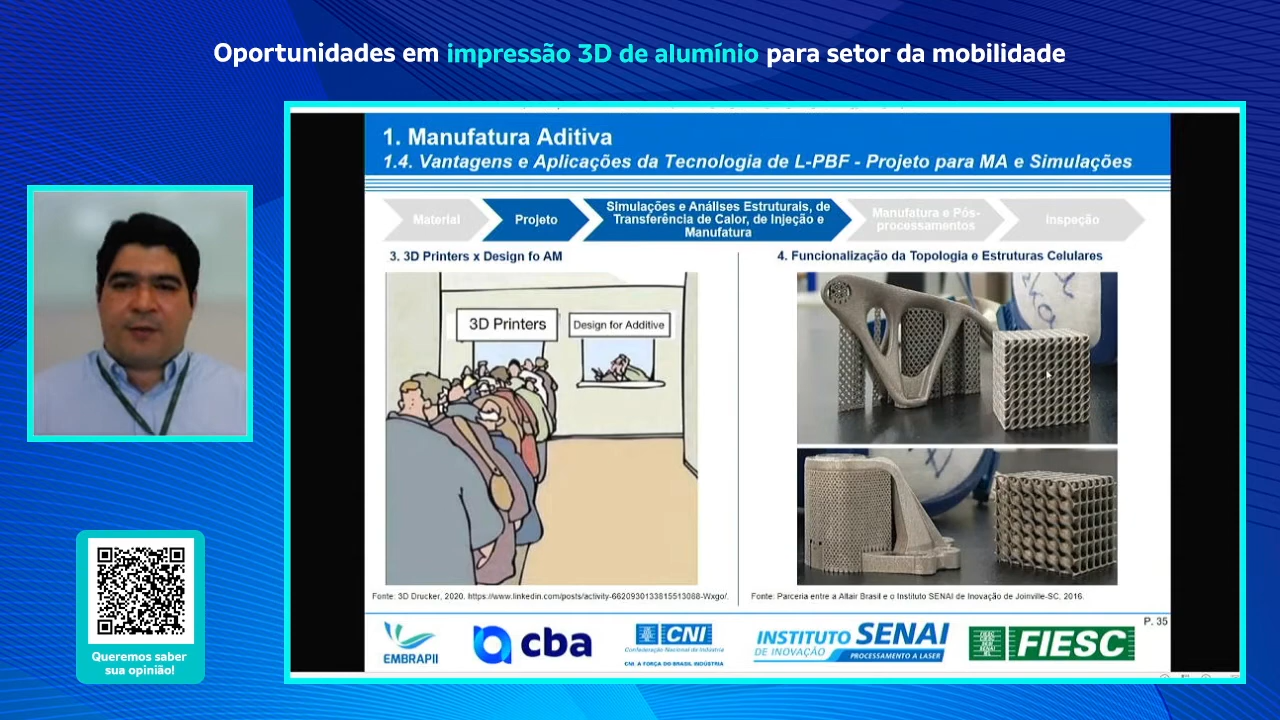 Oportunidades em impressão 3D de alumínio para setor da mobilidade
1. Manufatura Aditiva
1.4. Vantagens e Aplicações da Tecnologia de L-PBF - Projeto para MA e Simulações
Material
Projeto
Simulações e Análises Estruturais, de
Transferência de Calor, de Injeção e
Manufatura
Manufatura e Pós-
processamentos
Inspeção
3. 3D Printers x Design fo AM
4. Funcionalização da Topologia e Estruturas Celulares
3D Printers
Design for Additive
Fonte: 3D Drucker, 2020. https://www.linkedin.com/posts/activity-6620930133815513088-Wxgo/.
Fonte: Parceria entre a Altair Brasil e o Instituto SENAI de Inovação de Joinville-SC, 2016.
P. 35
EMBRAPII
cba
CNI
Confederação Nacional da Indústria
CNI. A FORÇA DO BRASIL INDÚSTRIA
INSTITUTO SENAI
DE INOVAÇÃO
PROCESSAMENTO A LASER
FIESC
Queremos saber
sua opinião!